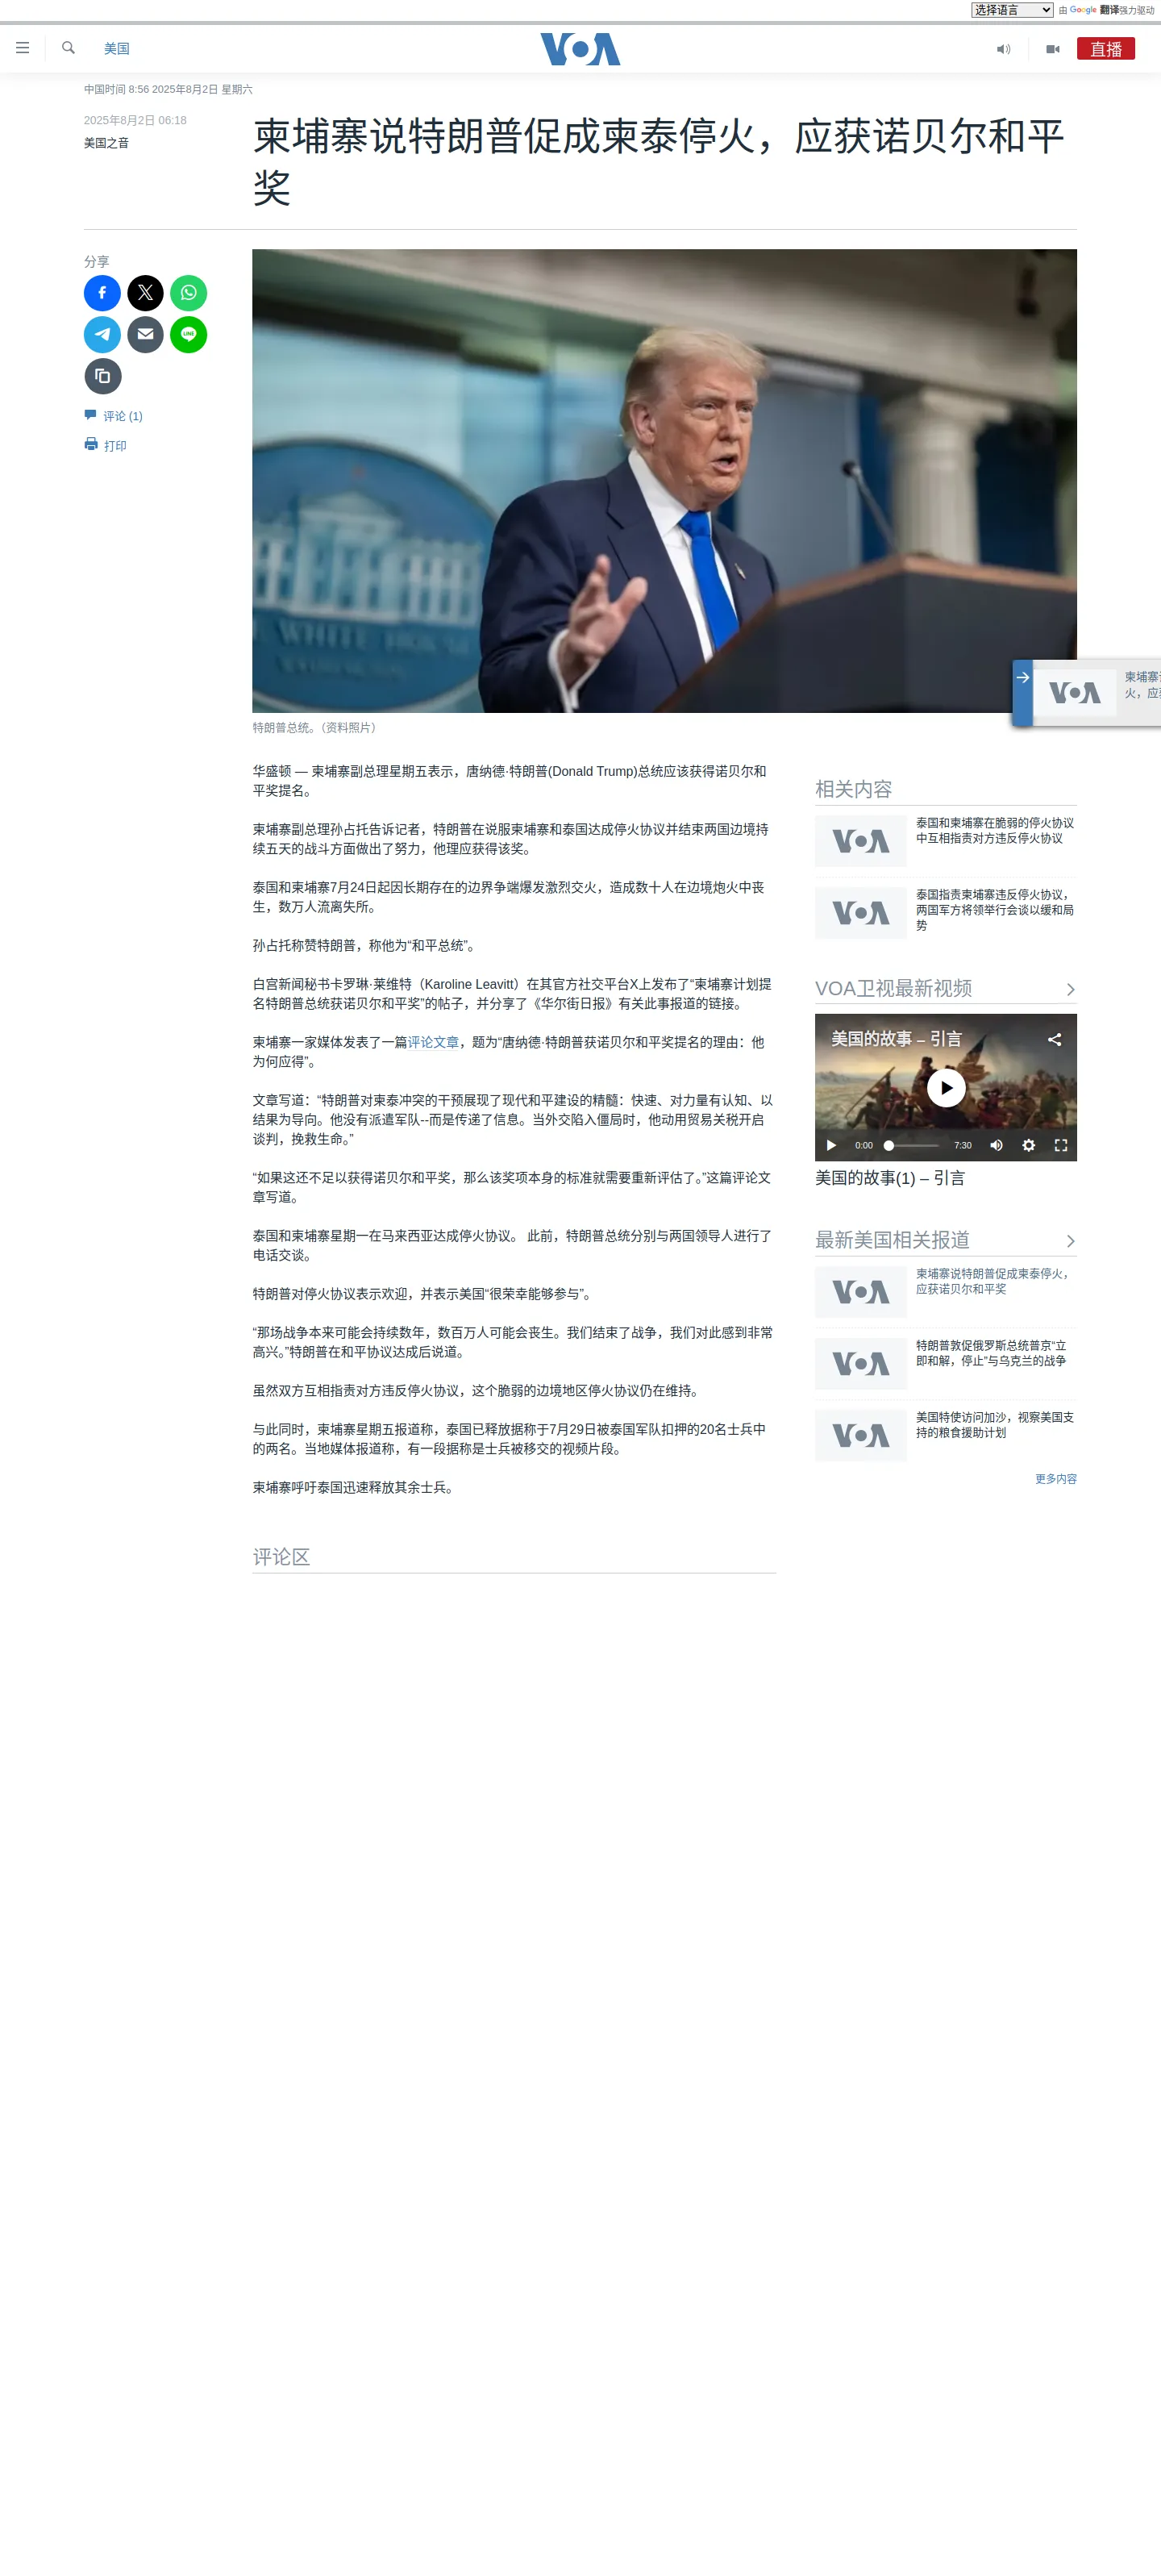 选择语言 由 Google 翻译强力驱动
美国
VOA
直播
中国时间 8:56 2025年8月2日 星期六
2025年8月2日 06:18
美国之音
柬埔寨说特朗普促成柬泰停火，应获诺贝尔和平
奖
分享
LINE
评论 (1)
打印
THE WHITE HOUSE
WASHINGTON
VOA
柬埔寨说
火，应获
特朗普总统。（资料照片）
华盛顿 — 柬埔寨副总理星期五表示，唐纳德·特朗普(Donald Trump)总统应该获得诺贝尔和
平奖提名。
柬埔寨副总理孙占托告诉记者，特朗普在说服柬埔寨和泰国达成停火协议并结束两国边境持
续五天的战斗方面做出了努力，他理应获得该奖。
泰国和柬埔寨7月24日起因长期存在的边界争端爆发激烈交火，造成数十人在边境炮火中丧
生，数万人流离失所。
孙占托称赞特朗普，称他为“和平总统”。
白宫新闻秘书卡罗琳·莱维特（Karoline Leavitt）在其官方社交平台X上发布了“柬埔寨计划提
名特朗普总统获诺贝尔和平奖”的帖子，并分享了《华尔街日报》有关此事报道的链接。
柬埔寨一家媒体发表了一篇评论文章，题为“唐纳德·特朗普获诺贝尔和平奖提名的理由：他
为何应得”。
文章写道：“特朗普对柬泰冲突的干预展现了现代和平建设的精髓：快速、对力量有认知、以
结果为导向。他没有派遣军队--而是传递了信息。当外交陷入僵局时，他动用贸易关税开启
谈判，挽救生命。”
“如果这还不足以获得诺贝尔和平奖，那么该奖项本身的标准就需要重新评估了。”这篇评论文
章写道。
泰国和柬埔寨星期一在马来西亚达成停火协议。 此前，特朗普总统分别与两国领导人进行了
电话交谈。
特朗普对停火协议表示欢迎，并表示美国“很荣幸能够参与”。
“那场战争本来可能会持续数年，数百万人可能会丧生。我们结束了战争，我们对此感到非常
高兴。”特朗普在和平协议达成后说道。
虽然双方互相指责对方违反停火协议，这个脆弱的边境地区停火协议仍在维持。
与此同时，柬埔寨星期五报道称，泰国已释放据称于7月29日被泰国军队扣押的20名士兵中
的两名。当地媒体报道称，有一段据称是士兵被移交的视频片段。
柬埔寨呼吁泰国迅速释放其余士兵。
评论区
相关内容
VOA
泰国和柬埔寨在脆弱的停火协议
中互相指责对方违反停火协议
VOA
泰国指责柬埔寨违反停火协议，
两国军方将领举行会谈以缓和局
势
VOA卫视最新视频
美国的故事 – 引言
0:00 7:30
美国的故事(1) – 引言
最新美国相关报道
VOA
柬埔寨说特朗普促成柬泰停火，
应获诺贝尔和平奖
VOA
特朗普敦促俄罗斯总统普京“立
即和解，停止”与乌克兰的战争
VOA
美国特使访问加沙，视察美国支
持的粮食援助计划
更多内容